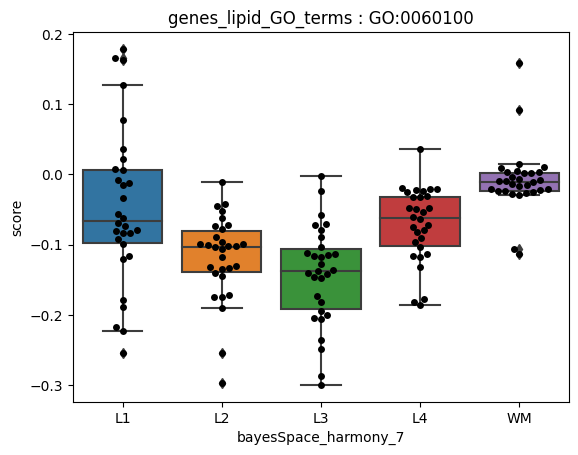 genes_lipid_GO_terms : GO:0060100
0.2
0.1
0.0
−0.1
−0.2
−0.3
score
L1 L2 L3 L4 WM
bayesSpace_harmony_7